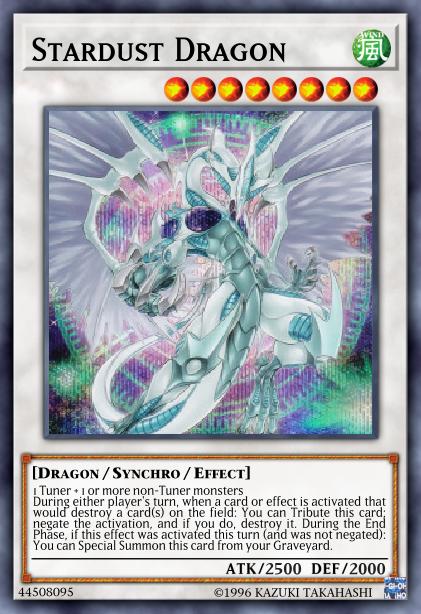 STARDUST DRAGON
WIND
風
[DRAGON / SYNCHRO / EFFECT]
1 Tuner + 1 or more non-Tuner monsters
During either player's turn, when a card or effect is activated that
would destroy a card(s) on the field: You can Tribute this card;
negate the activation, and if you do, destroy it. During the End
Phase, if this effect was activated this turn (and was not negated):
You can Special Summon this card from your Graveyard.
ATK/2500 DEF/2000
44508095
©1996 KAZUKI TAKAHASHI